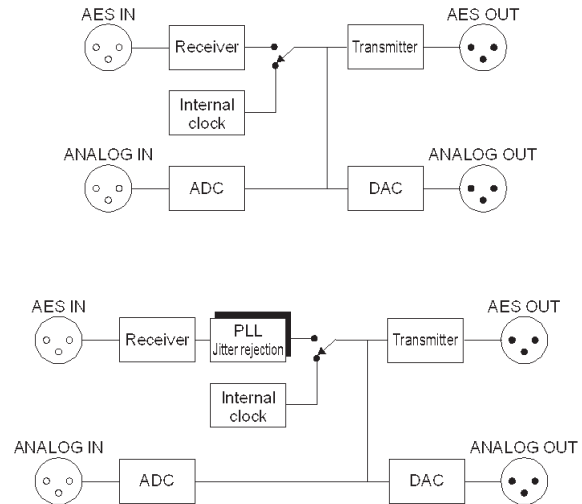 AES IN
AES OUT
Receiver
Transmitter
Internal
clock
ANALOG IN
ANALOG OUT
ADC
DAC
AES IN
AES OUT
Receiver
PLL
Jitter rejection
Transmitter
Internal
clock
ANALOG IN
ANALOG OUT
ADC
DAC